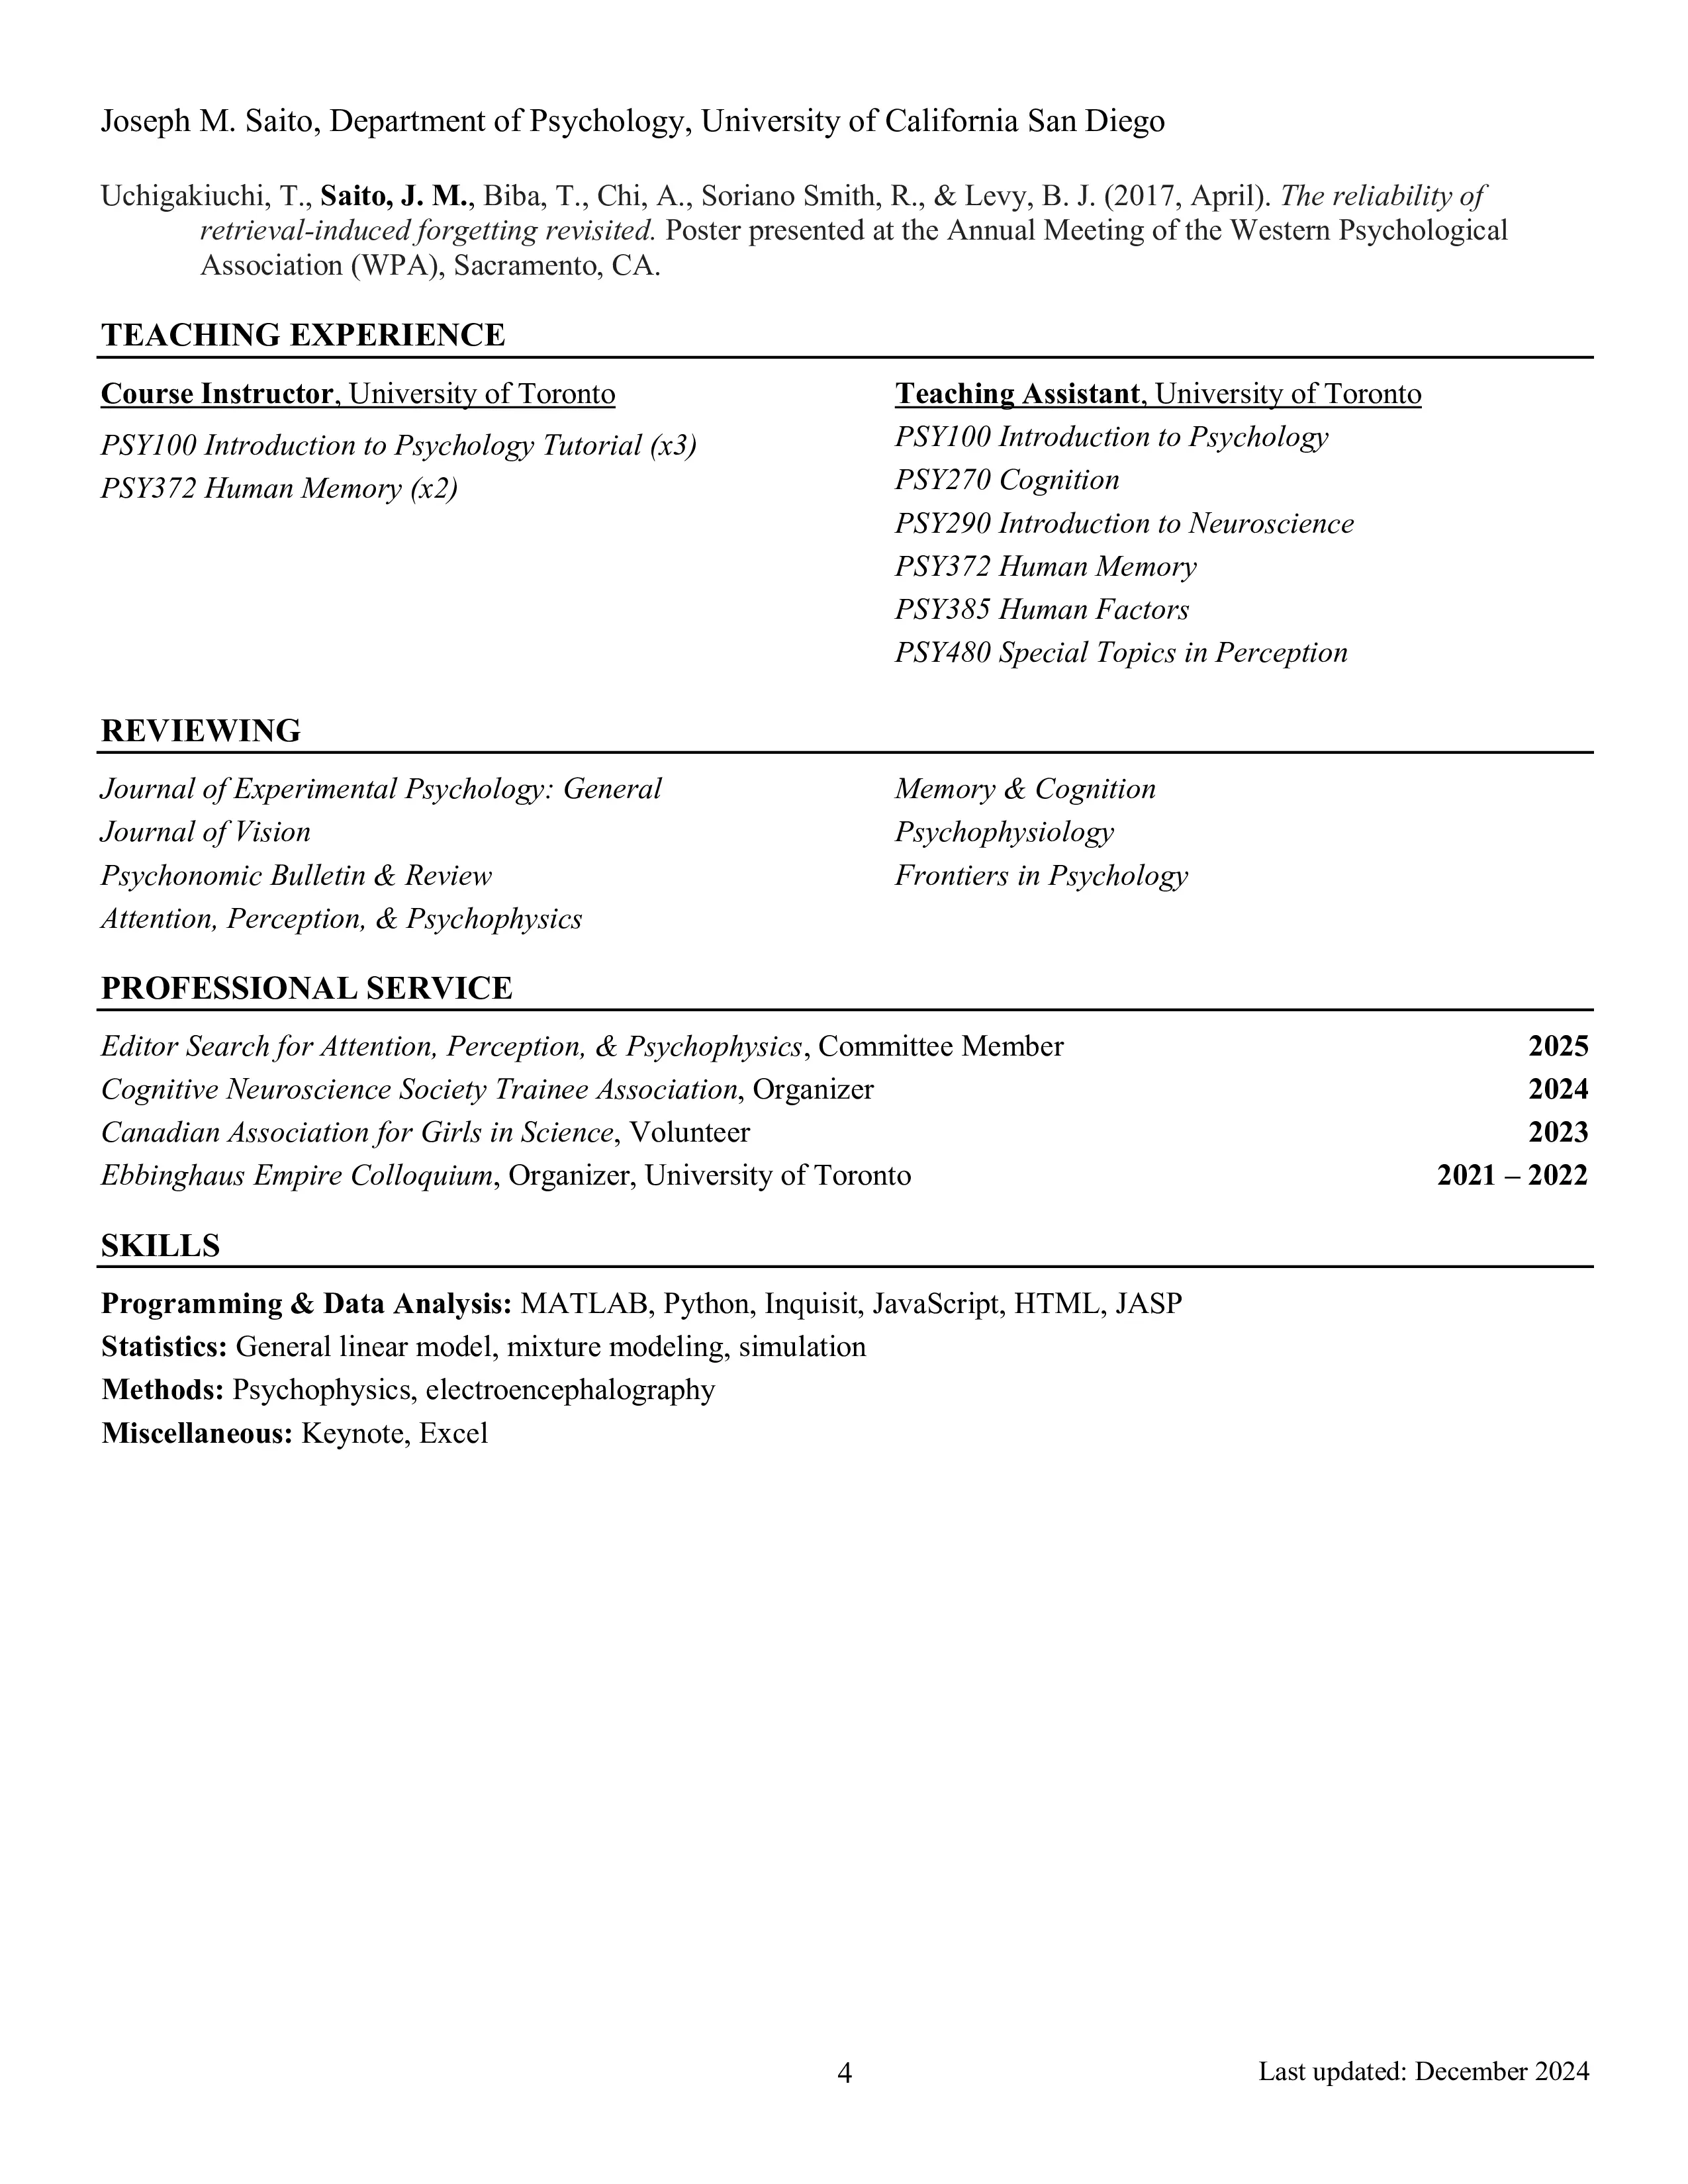 Joseph M. Saito, Department of Psychology, University of California San Diego
Uchigakiuchi, T., Saito, J. M., Biba, T., Chi, A., Soriano Smith, R., & Levy, B. J. (2017, April). The reliability of
retrieval-induced forgetting revisited. Poster presented at the Annual Meeting of the Western Psychological
Association (WPA), Sacramento, CA.
TEACHING EXPERIENCE
Course Instructor, University of Toronto
PSY100 Introduction to Psychology Tutorial (x3)
PSY372 Human Memory (x2)
Teaching Assistant, University of Toronto
PSY100 Introduction to Psychology
PSY270 Cognition
PSY290 Introduction to Neuroscience
PSY372 Human Memory
PSY385 Human Factors
PSY480 Special Topics in Perception
REVIEWING
Journal of Experimental Psychology: General
Journal of Vision
Psychonomic Bulletin & Review
Attention, Perception, & Psychophysics
Memory & Cognition
Psychophysiology
Frontiers in Psychology
PROFESSIONAL SERVICE
Editor Search for Attention, Perception, & Psychophysics, Committee Member 2025
Cognitive Neuroscience Society Trainee Association, Organizer 2024
Canadian Association for Girls in Science, Volunteer 2023
Ebbinghaus Empire Colloquium, Organizer, University of Toronto 2021 – 2022
SKILLS
Programming & Data Analysis: MATLAB, Python, Inquisit, JavaScript, HTML, JASP
Statistics: General linear model, mixture modeling, simulation
Methods: Psychophysics, electroencephalography
Miscellaneous: Keynote, Excel
4 Last updated: December 2024